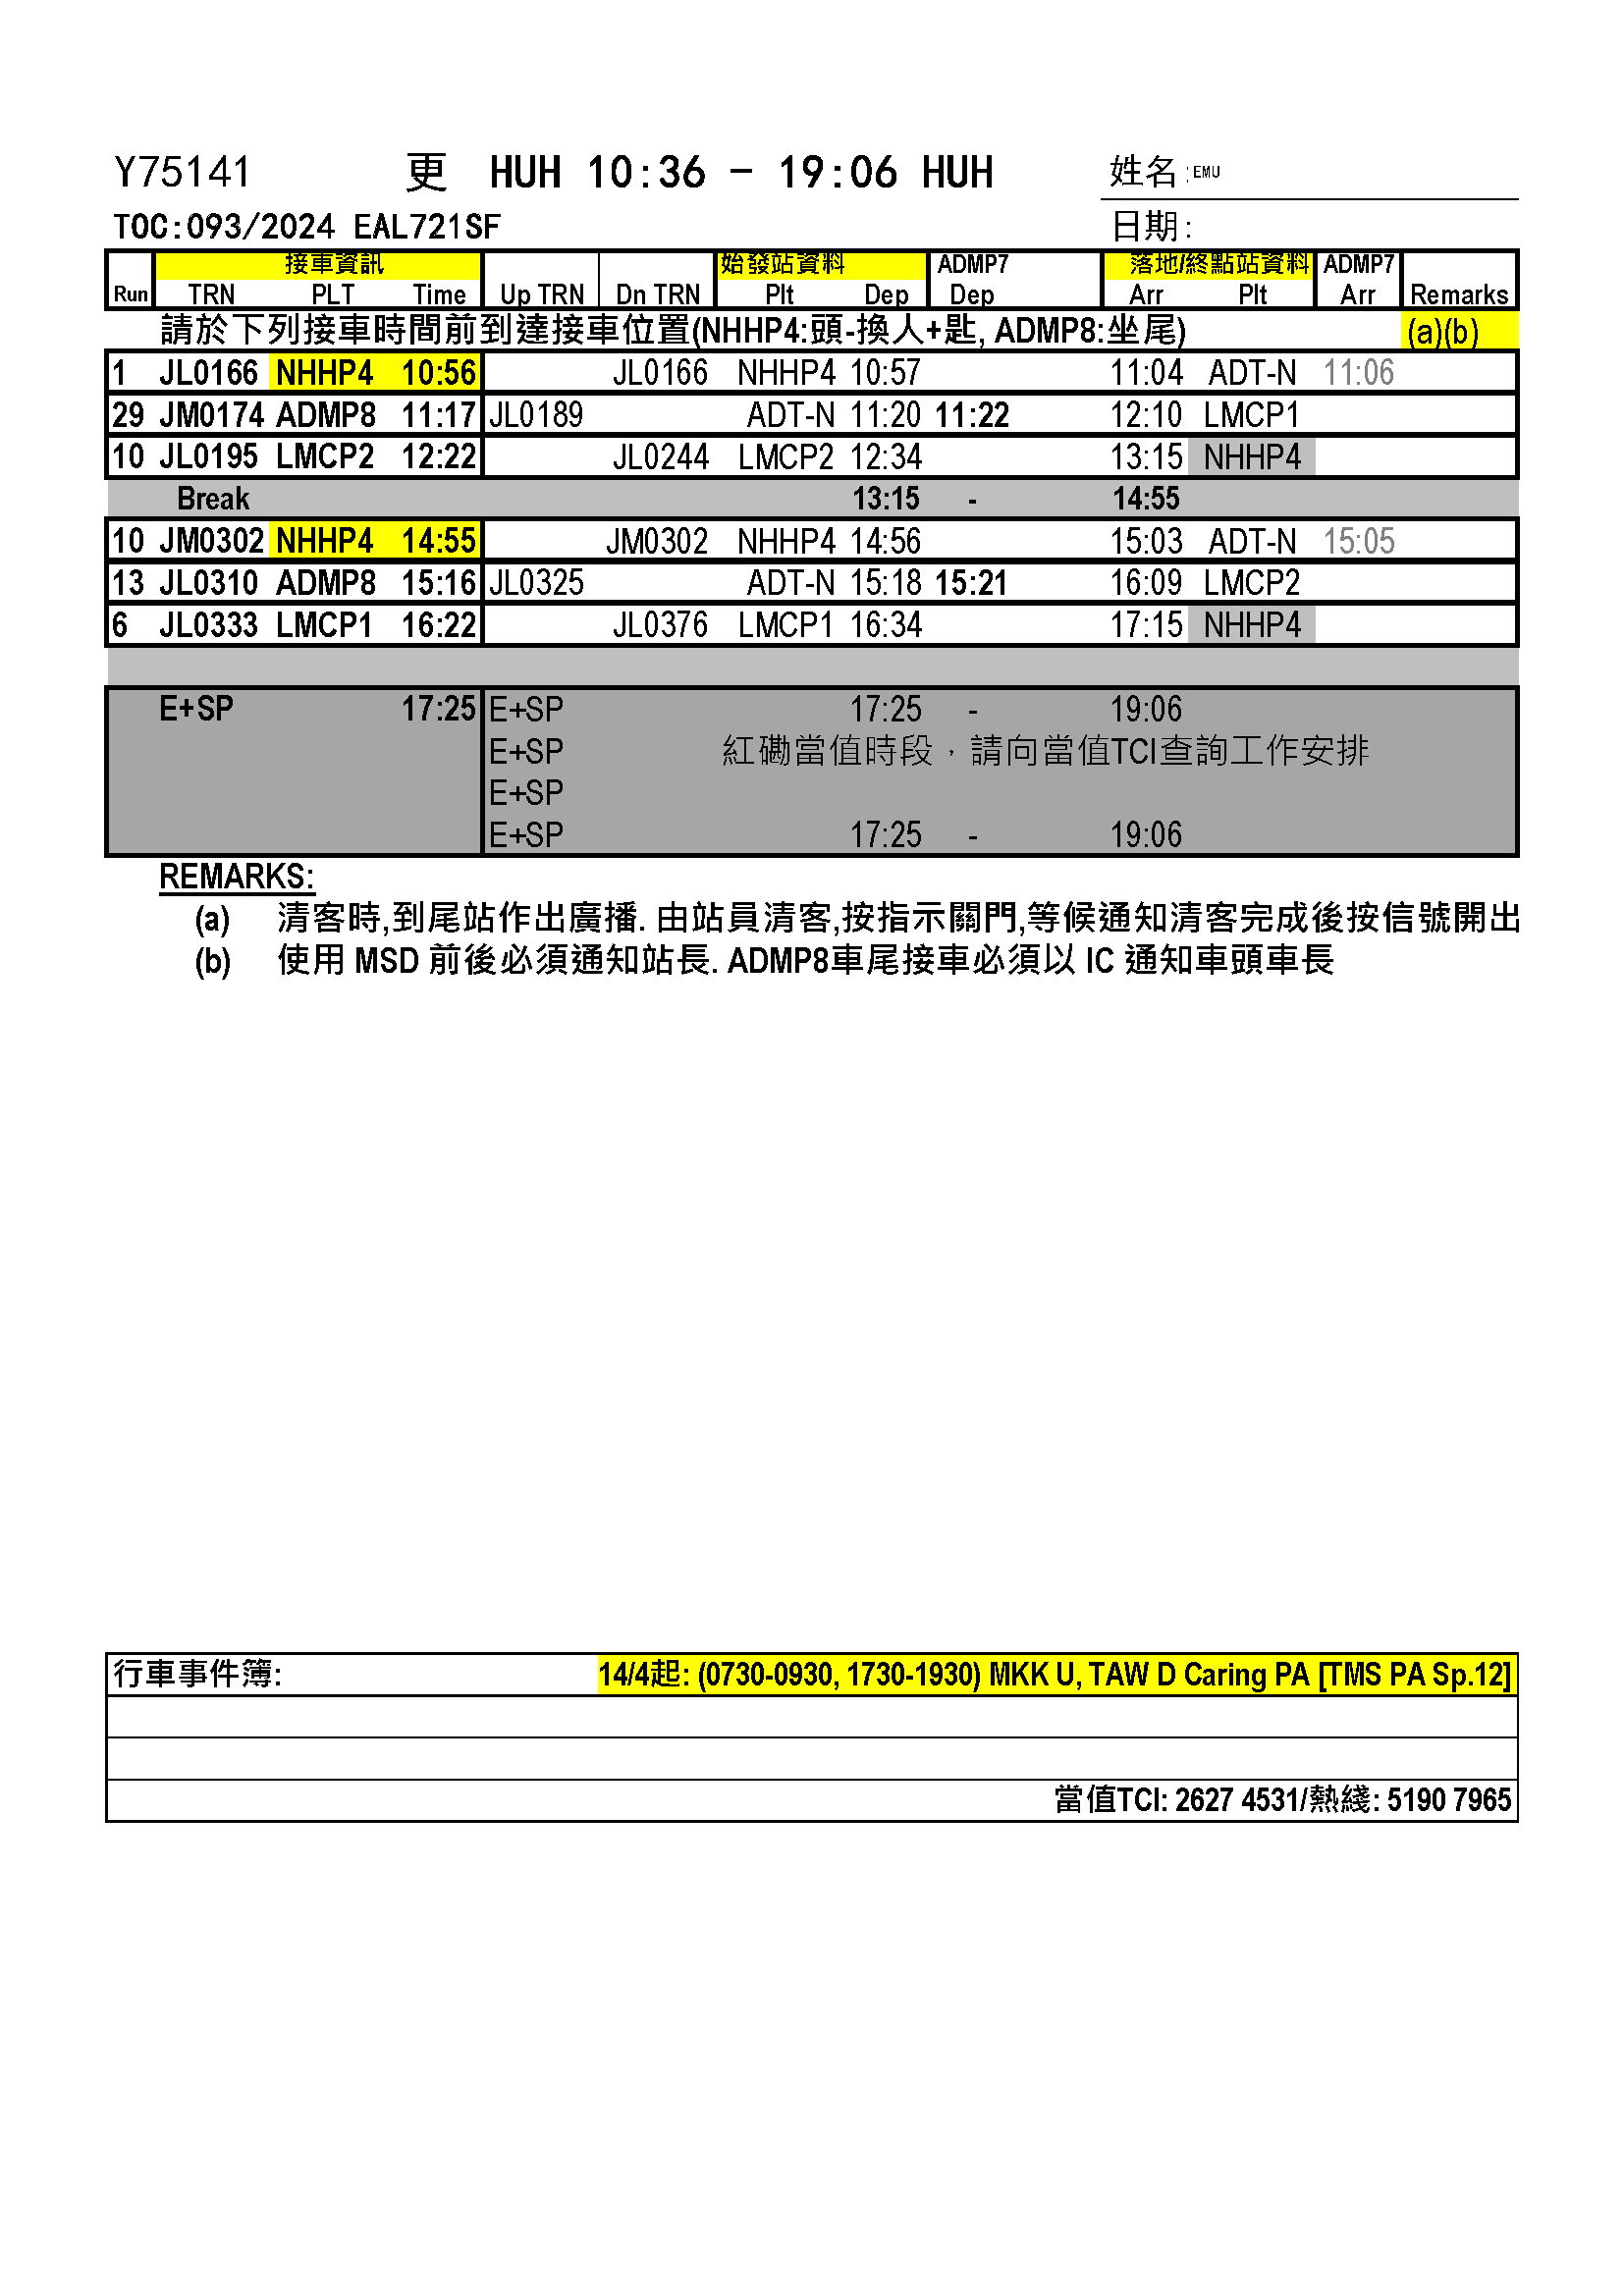 Y75141 更 HUH 10:36 - 19:06 HUH 姓名:EMU
TOC:093/2024 EAL721SF 日期:
接車資訊 始發站資料 ADMP7 落地/終點站資料 ADMP7
Run TRN PLT Time Up TRN Dn TRN Plt Dep Dep Arr Plt Arr Remarks
請於下列接車時間前到達接車位置(NHHP4:頭-換人+匙, ADMP8:坐尾) (a)(b)
1 JL0166 NHHP4 10:56 JL0166 NHHP4 10:57 11:04 ADT-N 11:06
29 JM0174 ADMP8 11:17 JL0189 ADT-N 11:20 11:22 12:10 LMCP1
10 JL0195 LMCP2 12:22 JL0244 LMCP2 12:34 13:15 NHHP4
Break 13:15 - 14:55
10 JM0302 NHHP4 14:55 JM0302 NHHP4 14:56 15:03 ADT-N 15:05
13 JL0310 ADMP8 15:16 JL0325 ADT-N 15:18 15:21 16:09 LMCP2
6 JL0333 LMCP1 16:22 JL0376 LMCP1 16:34 17:15 NHHP4
E+SP 17:25 E+SP 17:25 - 19:06
E+SP 紅磡當值時段，請向當值TCI查詢工作安排
E+SP
E+SP 17:25 - 19:06
REMARKS:
(a) 清客時,到尾站作出廣播. 由站員清客,按指示關門,等候通知清客完成後按信號開出
(b) 使用 MSD 前後必須通知站長. ADMP8車尾接車必須以 IC 通知車頭車長
行車事件簿: 14/4起: (0730-0930, 1730-1930) MKK U, TAW D Caring PA [TMS PA Sp.12]
當值TCI: 2627 4531/熱綫: 5190 7965